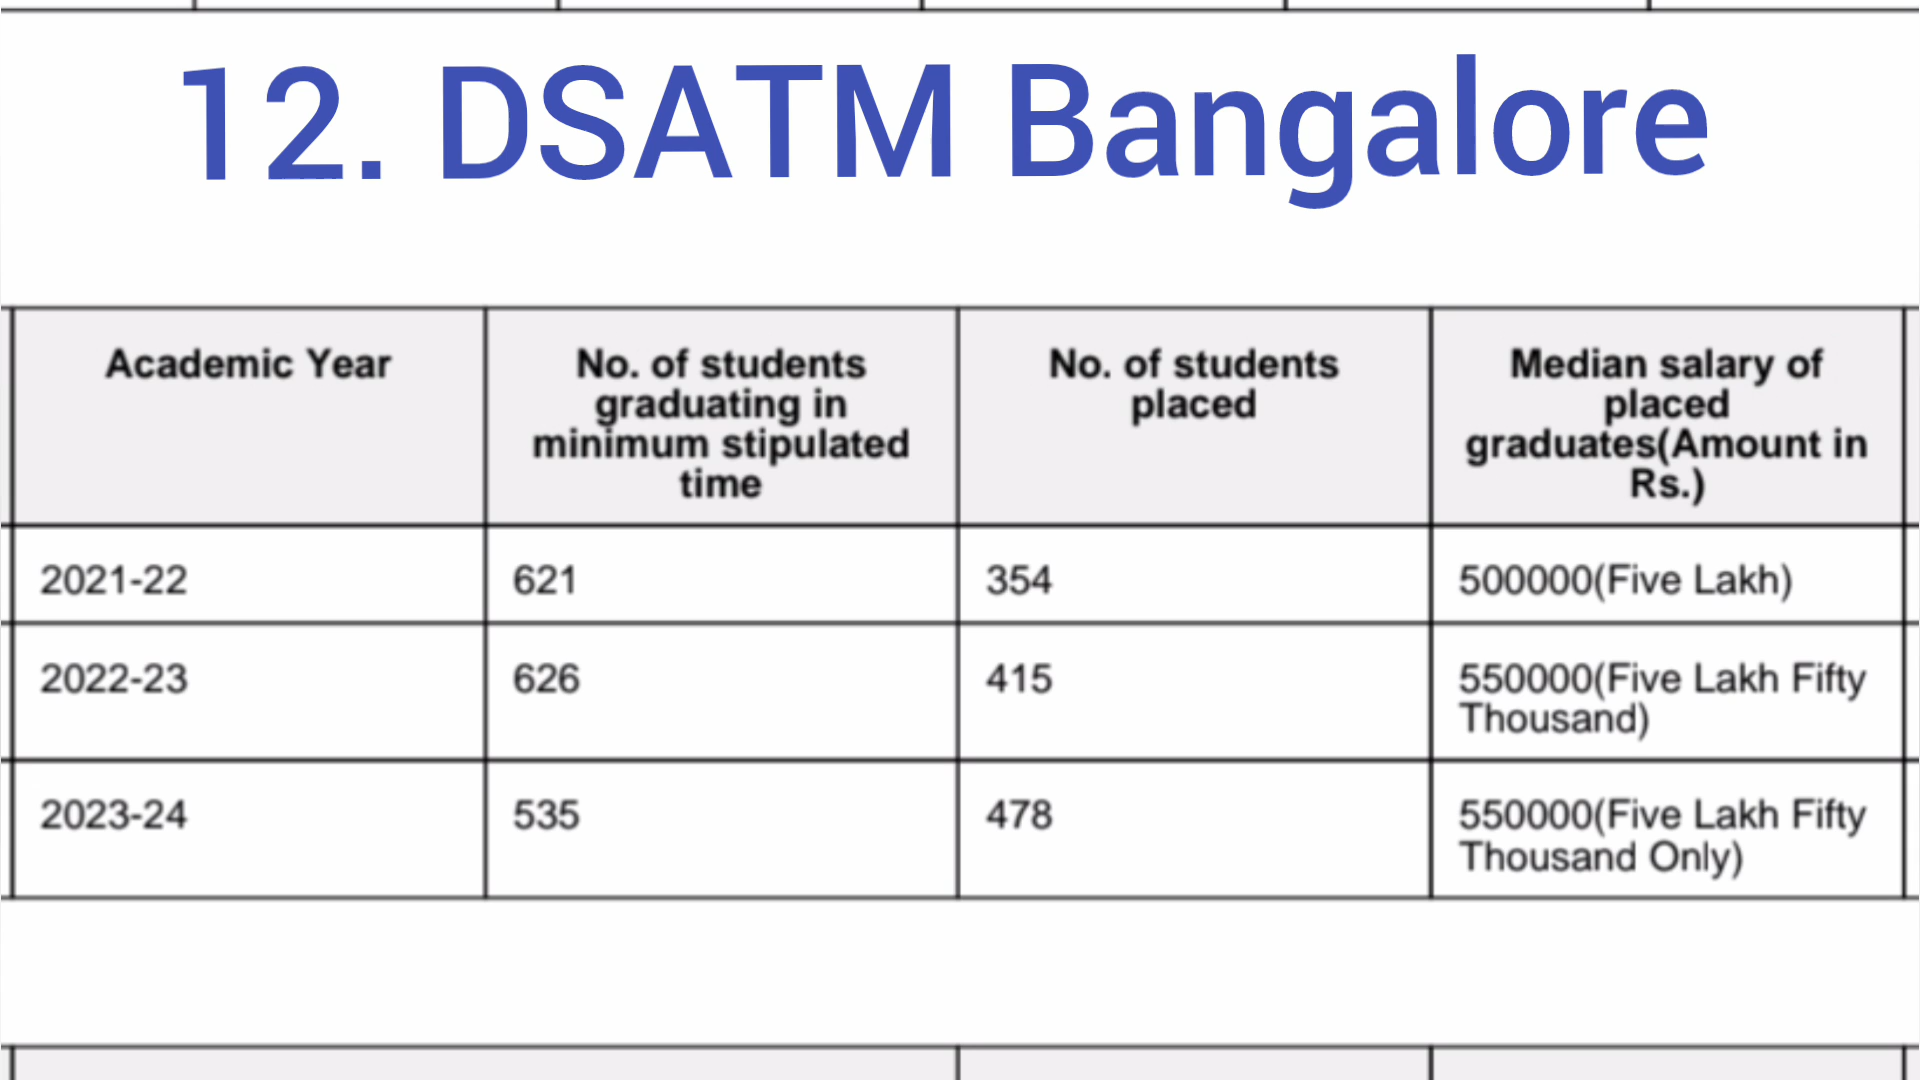 12. DSATM Bangalore
Academic Year
No. of students
graduating in
minimum stipulated
time
No. of students
placed
Median salary of
placed
graduates(Amount in
Rs.)
2021-22
621
354
500000(Five Lakh)
2022-23
626
415
550000(Five Lakh Fifty
Thousand)
2023-24
535
478
550000(Five Lakh Fifty
Thousand Only)